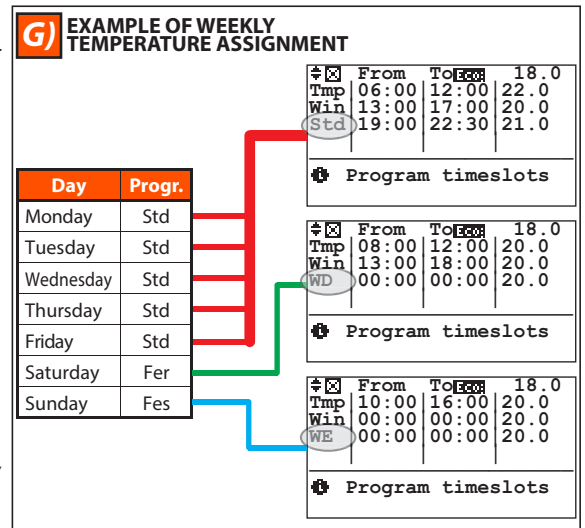 G) EXAMPLE OF WEEKLY
TEMPERATURE ASSIGNMENT
Day Progr.
Monday Std
Tuesday Std
Wednesday Std
Thursday Std
Friday Std
Saturday Fer
Sunday Fes
From To Eco 18.0
Tmp 06:00 12:00 22.0
Win 13:00 17:00 20.0
Std 19:00 22:30 21.0
Program timeslots
From To Eco 18.0
Tmp 08:00 12:00 20.0
Win 13:00 18:00 20.0
WD 00:00 00:00 20.0
Program timeslots
From To Eco 18.0
Tmp 10:00 16:00 20.0
Win 00:00 00:00 20.0
WE 00:00 00:00 20.0
Program timeslots